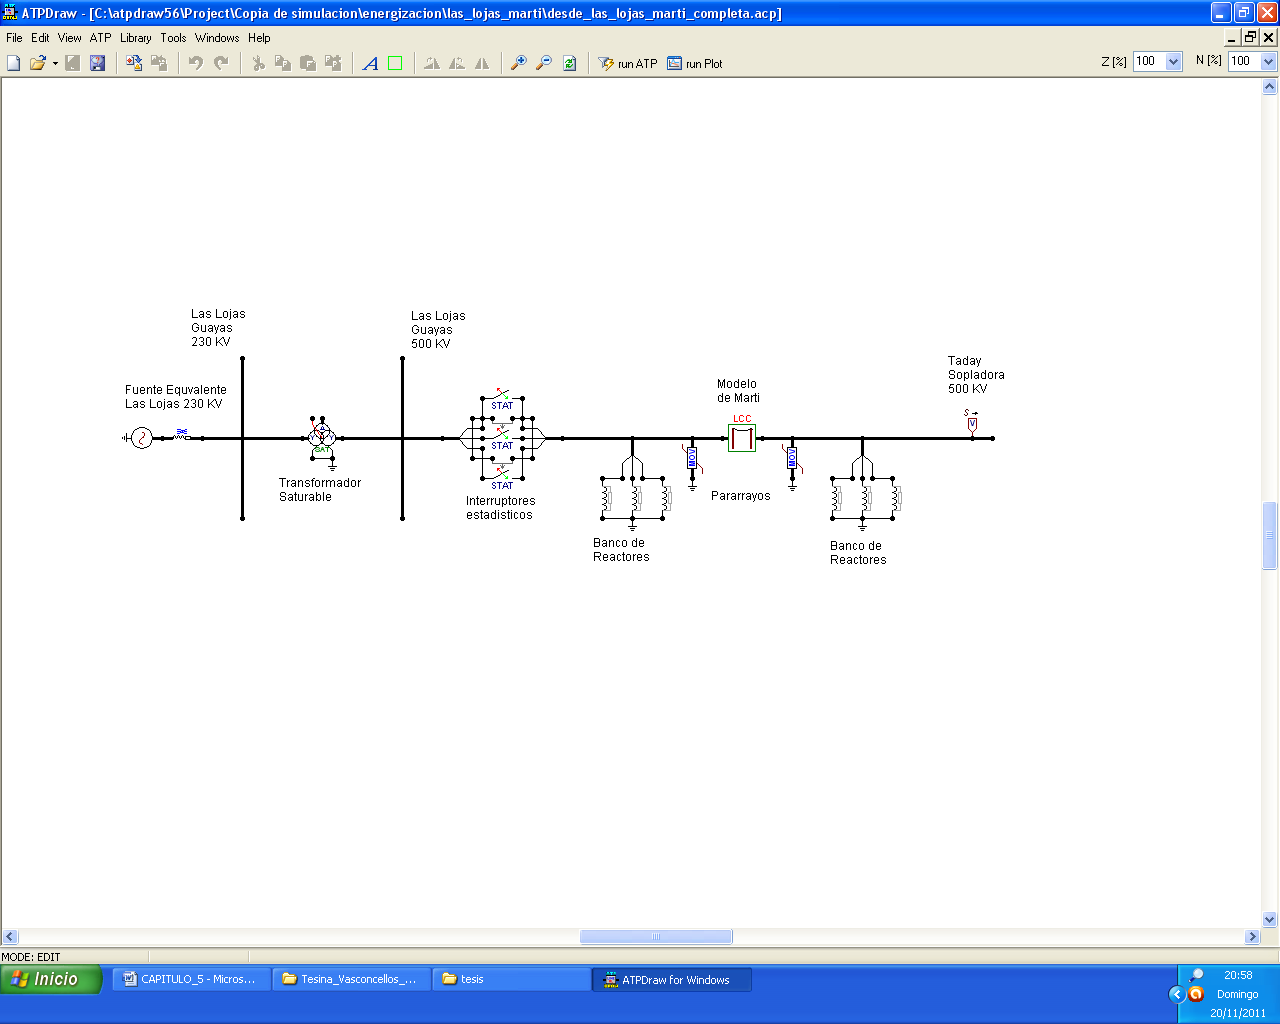 ATPDraw - [C:\atpdraw56\Project\Copia de simulacion\energizacion\las_lojas_marti\desde_las_lojas_marti_completa.acp]
File Edit View ATP Library Tools Windows Help
run ATP run Plot Z [%] 100 N [%] 100
Las Lojas
Guayas
230 KV
Las Lojas
Guayas
500 KV
Taday
Sopladora
500 KV
Fuente Equvalente
Las Lojas 230 KV
Modelo
de Marti
STAT
STAT
STAT
LCC
S
V
Y
Y
SAT
MOV
MOV
Transformador
Saturable
Interruptores
estadisticos
Pararrayos
Banco de
Reactores
Banco de
Reactores
MODE: EDIT
Inicio
CAPITULO_5 - Micros...
Tesina_Vasconcellos_...
tesis
ATPDraw for Windows
20:58
Domingo
20/11/2011